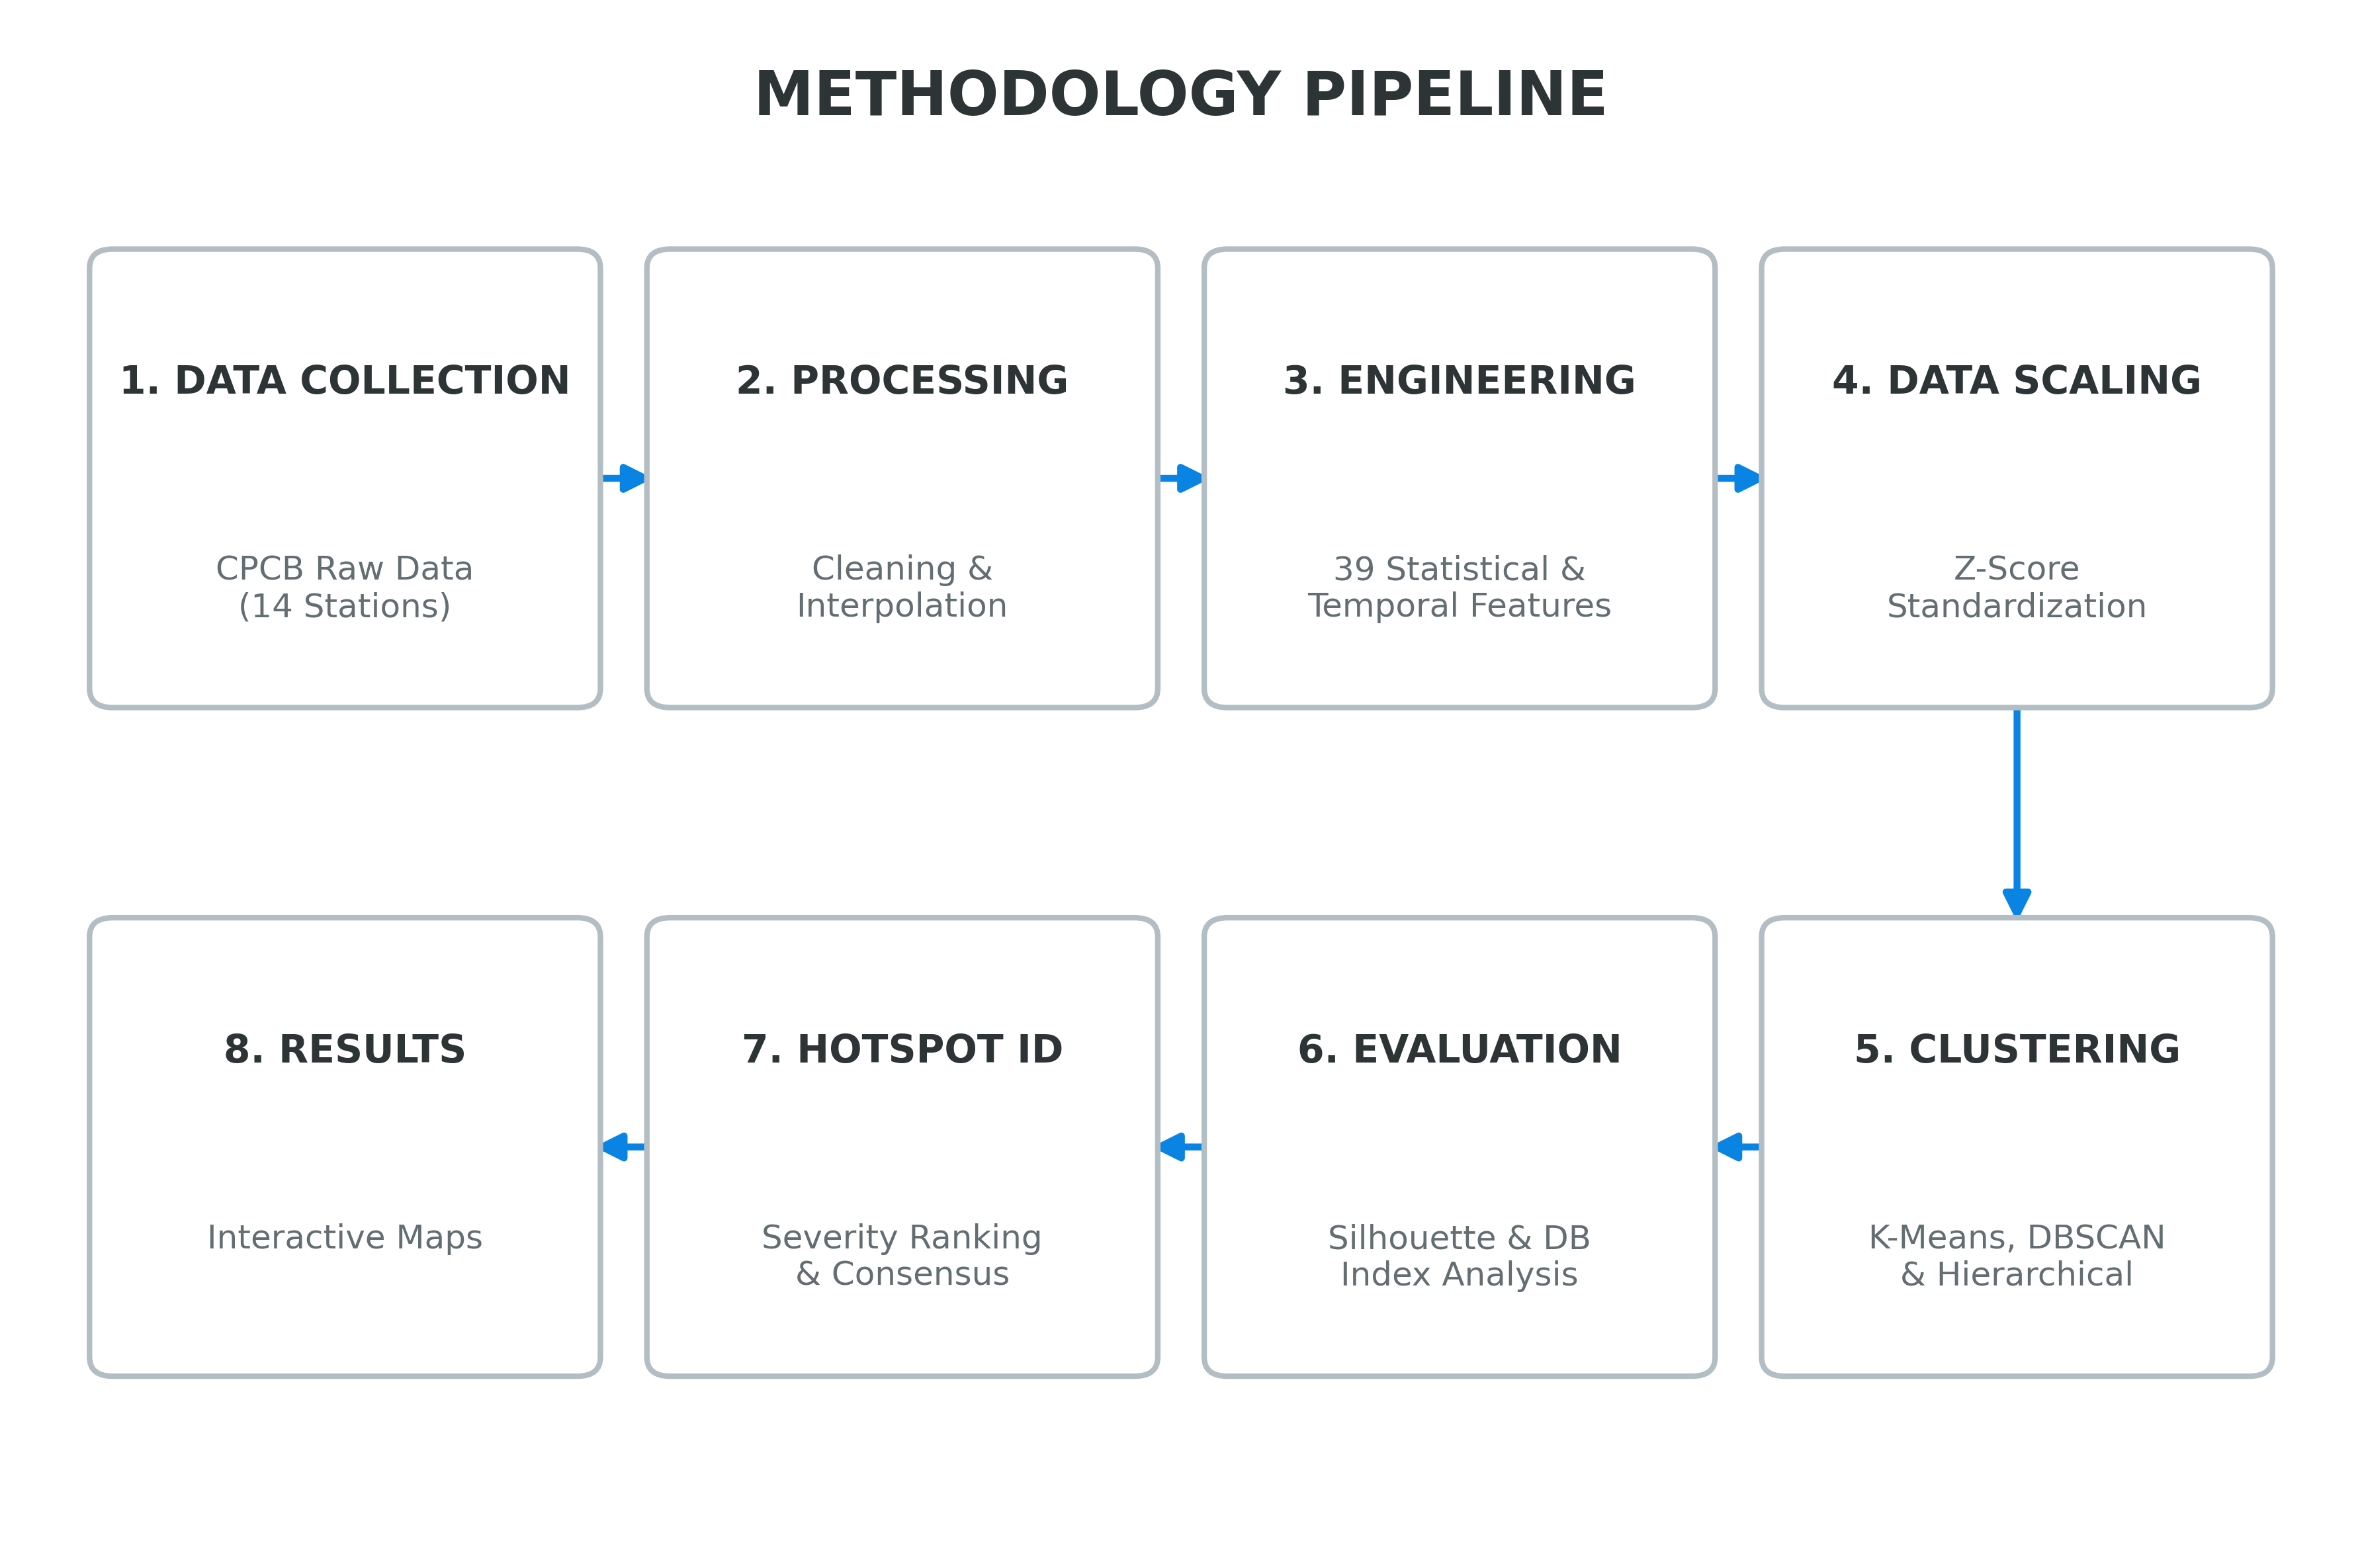 METHODOLOGY PIPELINE
1. DATA COLLECTION
CPCB Raw Data
(14 Stations)
2. PROCESSING
Cleaning &
Interpolation
3. ENGINEERING
39 Statistical &
Temporal Features
4. DATA SCALING
Z-Score
Standardization
5. CLUSTERING
K-Means, DBSCAN
& Hierarchical
6. EVALUATION
Silhouette & DB
Index Analysis
7. HOTSPOT ID
Severity Ranking
& Consensus
8. RESULTS
Interactive Maps